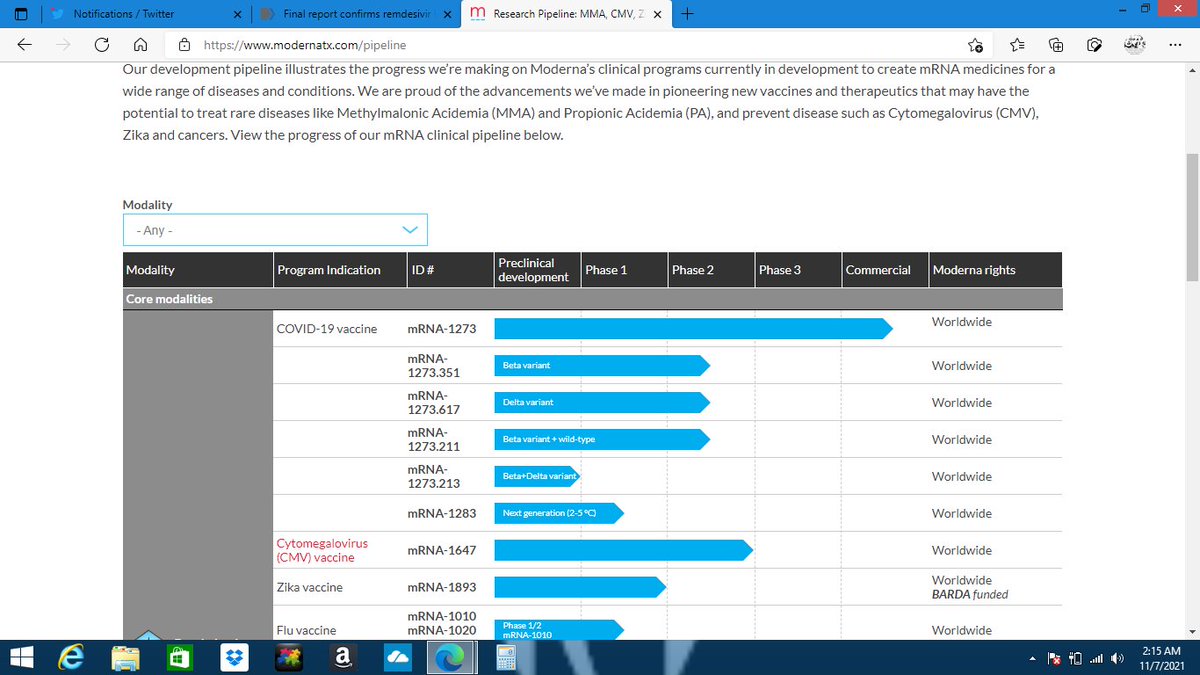 Notifications / Twitter
Final report confirms remdesivir
Research Pipeline: MMA, CMV, Z
https://www.modernatx.com/pipeline
Our development pipeline illustrates the progress we're making on Moderna's clinical programs currently in development to create mRNA medicines for a
wide range of diseases and conditions. We are proud of the advancements we've made in pioneering new vaccines and therapeutics that may have the
potential to treat rare diseases like Methylmalonic Acidemia (MMA) and Propionic Acidemia (PA), and prevent disease such as Cytomegalovirus (CMV),
Zika and cancers. View the progress of our mRNA clinical pipeline below.
Modality
- Any -
Modality Program Indication ID # Preclinical development Phase 1 Phase 2 Phase 3 Commercial Moderna rights
Core modalities
COVID-19 vaccine mRNA-1273 Worldwide
mRNA-
1273.351 Beta variant Worldwide
mRNA-
1273.617 Delta variant Worldwide
mRNA-
1273.211 Beta variant + wild-type Worldwide
mRNA-
1273.213 Beta+Delta variant Worldwide
mRNA-1283 Next generation (2-5 ºC) Worldwide
Cytomegalovirus
(CMV) vaccine mRNA-1647 Worldwide
Zika vaccine mRNA-1893 Worldwide
BARDA funded
mRNA-1010
Flu vaccine mRNA-1020 Phase 1/2
mRNA-1010 Worldwide
2:15 AM
11/7/2021